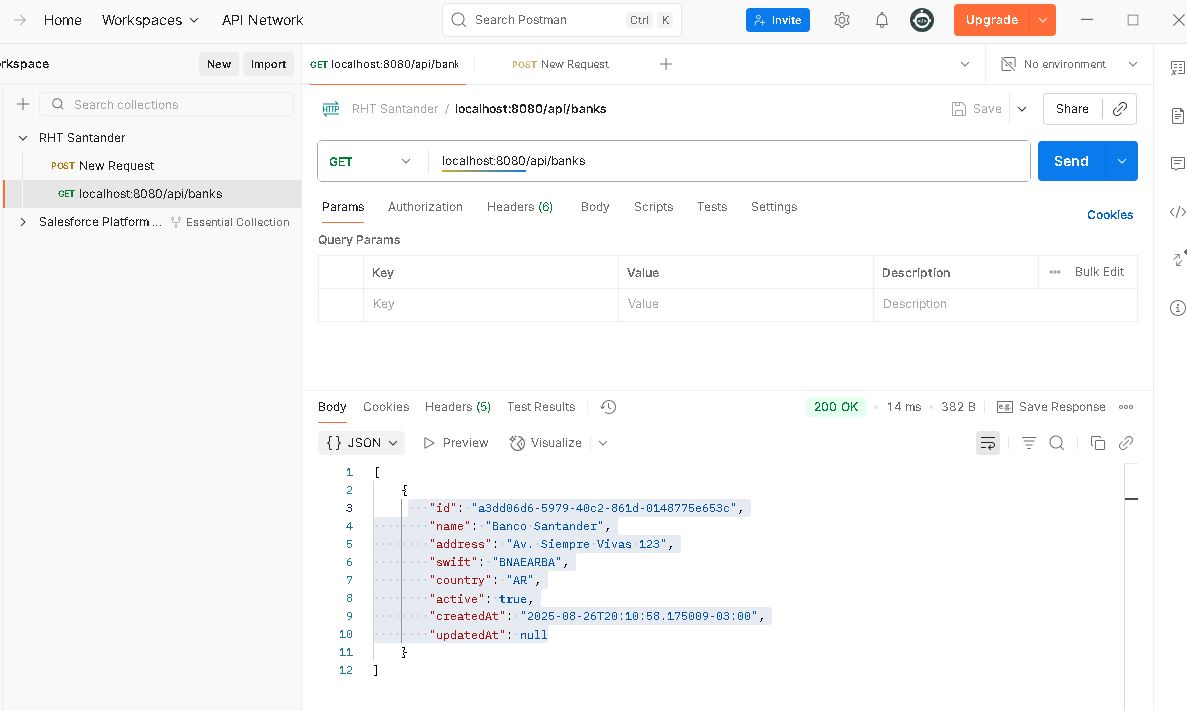 Home Workspaces API Network Search Postman Ctrl K Invite Upgrade
rkspace New Import GET localhost:8080/api/bank POST New Request No environment
Search collections
RHT Santander
POST New Request
GET localhost:8080/api/banks
Salesforce Platform ... Essential Collection
HTTP RHT Santander / localhost:8080/api/banks Save Share
GET localhost:8080/api/banks Send
Params Authorization Headers (6) Body Scripts Tests Settings Cookies
Query Params
Key Value Description Bulk Edit
Key Value Description
Body Cookies Headers (5) Test Results 200 OK 14 ms 382 B e.g. Save Response
{} JSON Preview Visualize
1 [
2 {
3 "id": "a3dd06d6-5979-40c2-861d-0148775e653c",
4 "name": "Banco Santander",
5 "address": "Av. Siempre Vivas 123",
6 "swift": "BNAEARBA",
7 "country": "AR",
8 "active": true,
9 "createdAt": "2025-08-26T20:10:58.175009-03:00",
10 "updatedAt": null
11 }
12 ]